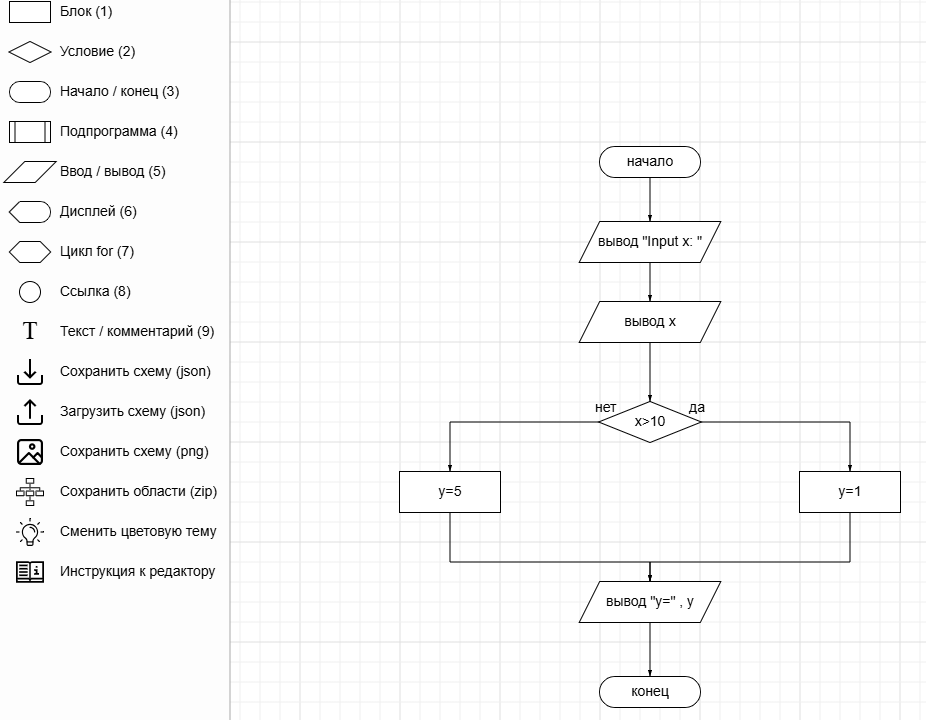 Блок (1)
Условие (2)
Начало / конец (3)
Подпрограмма (4)
Ввод / вывод (5)
Дисплей (6)
Цикл for (7)
Ссылка (8)
T Текст / комментарий (9)
Сохранить схему (json)
Загрузить схему (json)
Сохранить схему (png)
Сохранить области (zip)
Сменить цветовую тему
i Инструкция к редактору
начало
вывод "Input x: "
вывод x
нет
да
x>10
y=5
y=1
вывод "y=" , y
конец